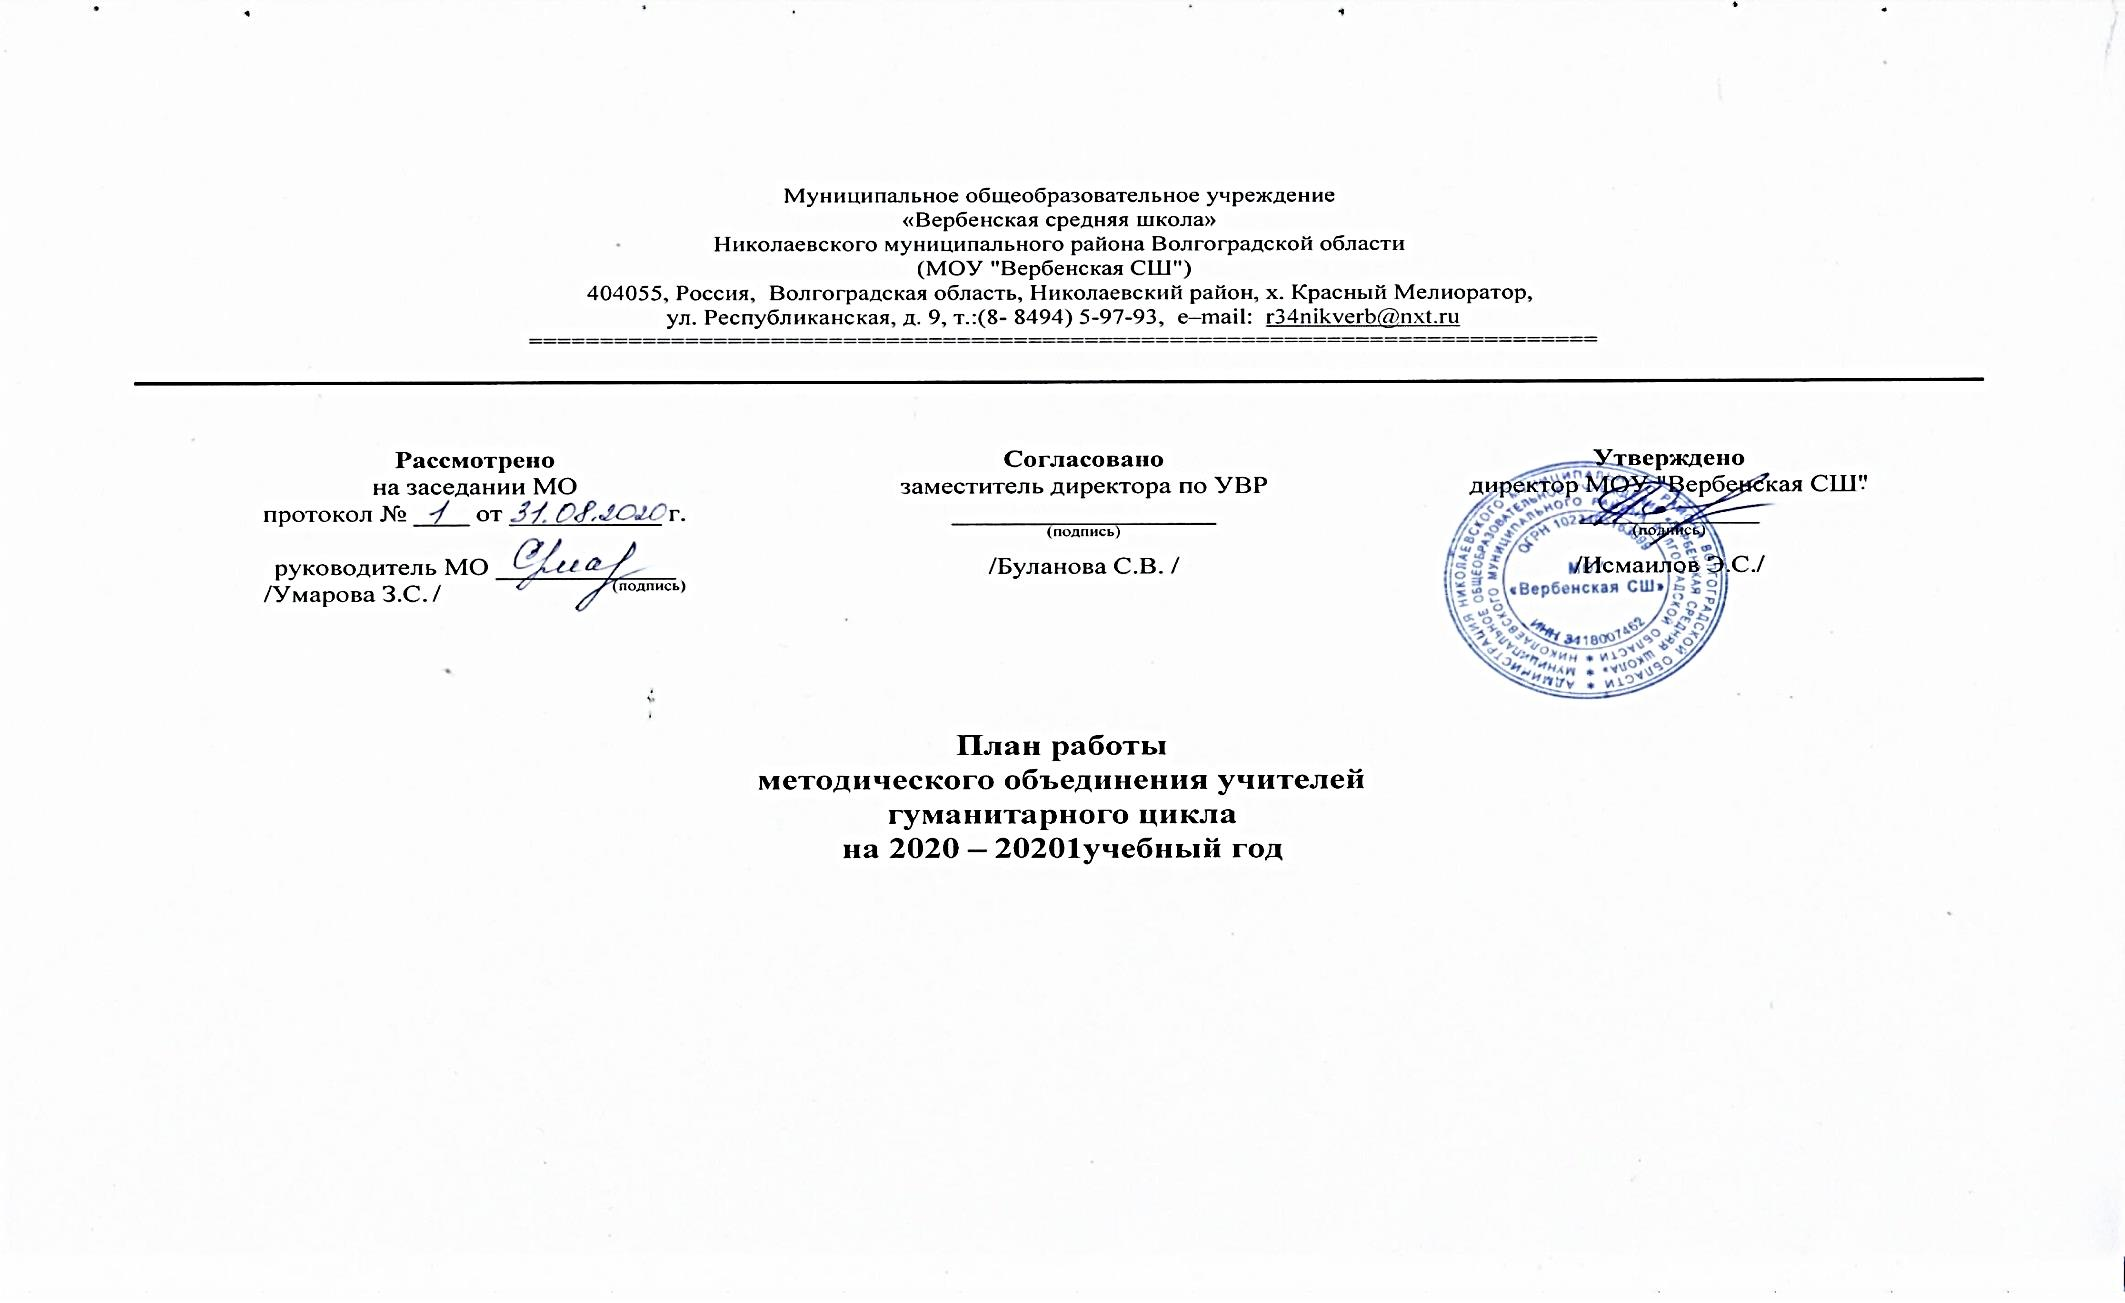 Муниципальное общеобразовательное учреждение
«Вербенская средняя школа»
Николаевского муниципального района Волгоградской области
(МОУ "Вербенская СШ")
404055, Россия,  Волгоградская область, Николаевский район, х. Красный Мелиоратор,
ул. Республиканская, д. 9, т.:(8- 8494) 5-97-93,  e–mail:  r34nikverb@nxt.ru
Рассмотрено
на заседании МО
протокол № 1 от 31.08.2020 г.
руководитель МО
(подпись)
/Умарова З.С. /
Согласовано
заместитель директора по УВР
(подпись)
/Буланова С.В. /
Утверждено
директор МОУ "Вербенская СШ"
(подпись)
/Исмаилов Э.С./
«Вербенская СШ»
ИНН 3418007462
План работы
методического объединения учителей
гуманитарного цикла
на 2020 – 20201учебный год